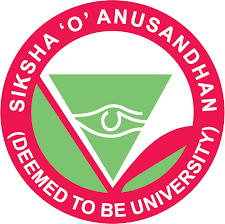 SIKSHA 'O' ANUSANDHAN
(DEEMED TO BE UNIVERSITY)